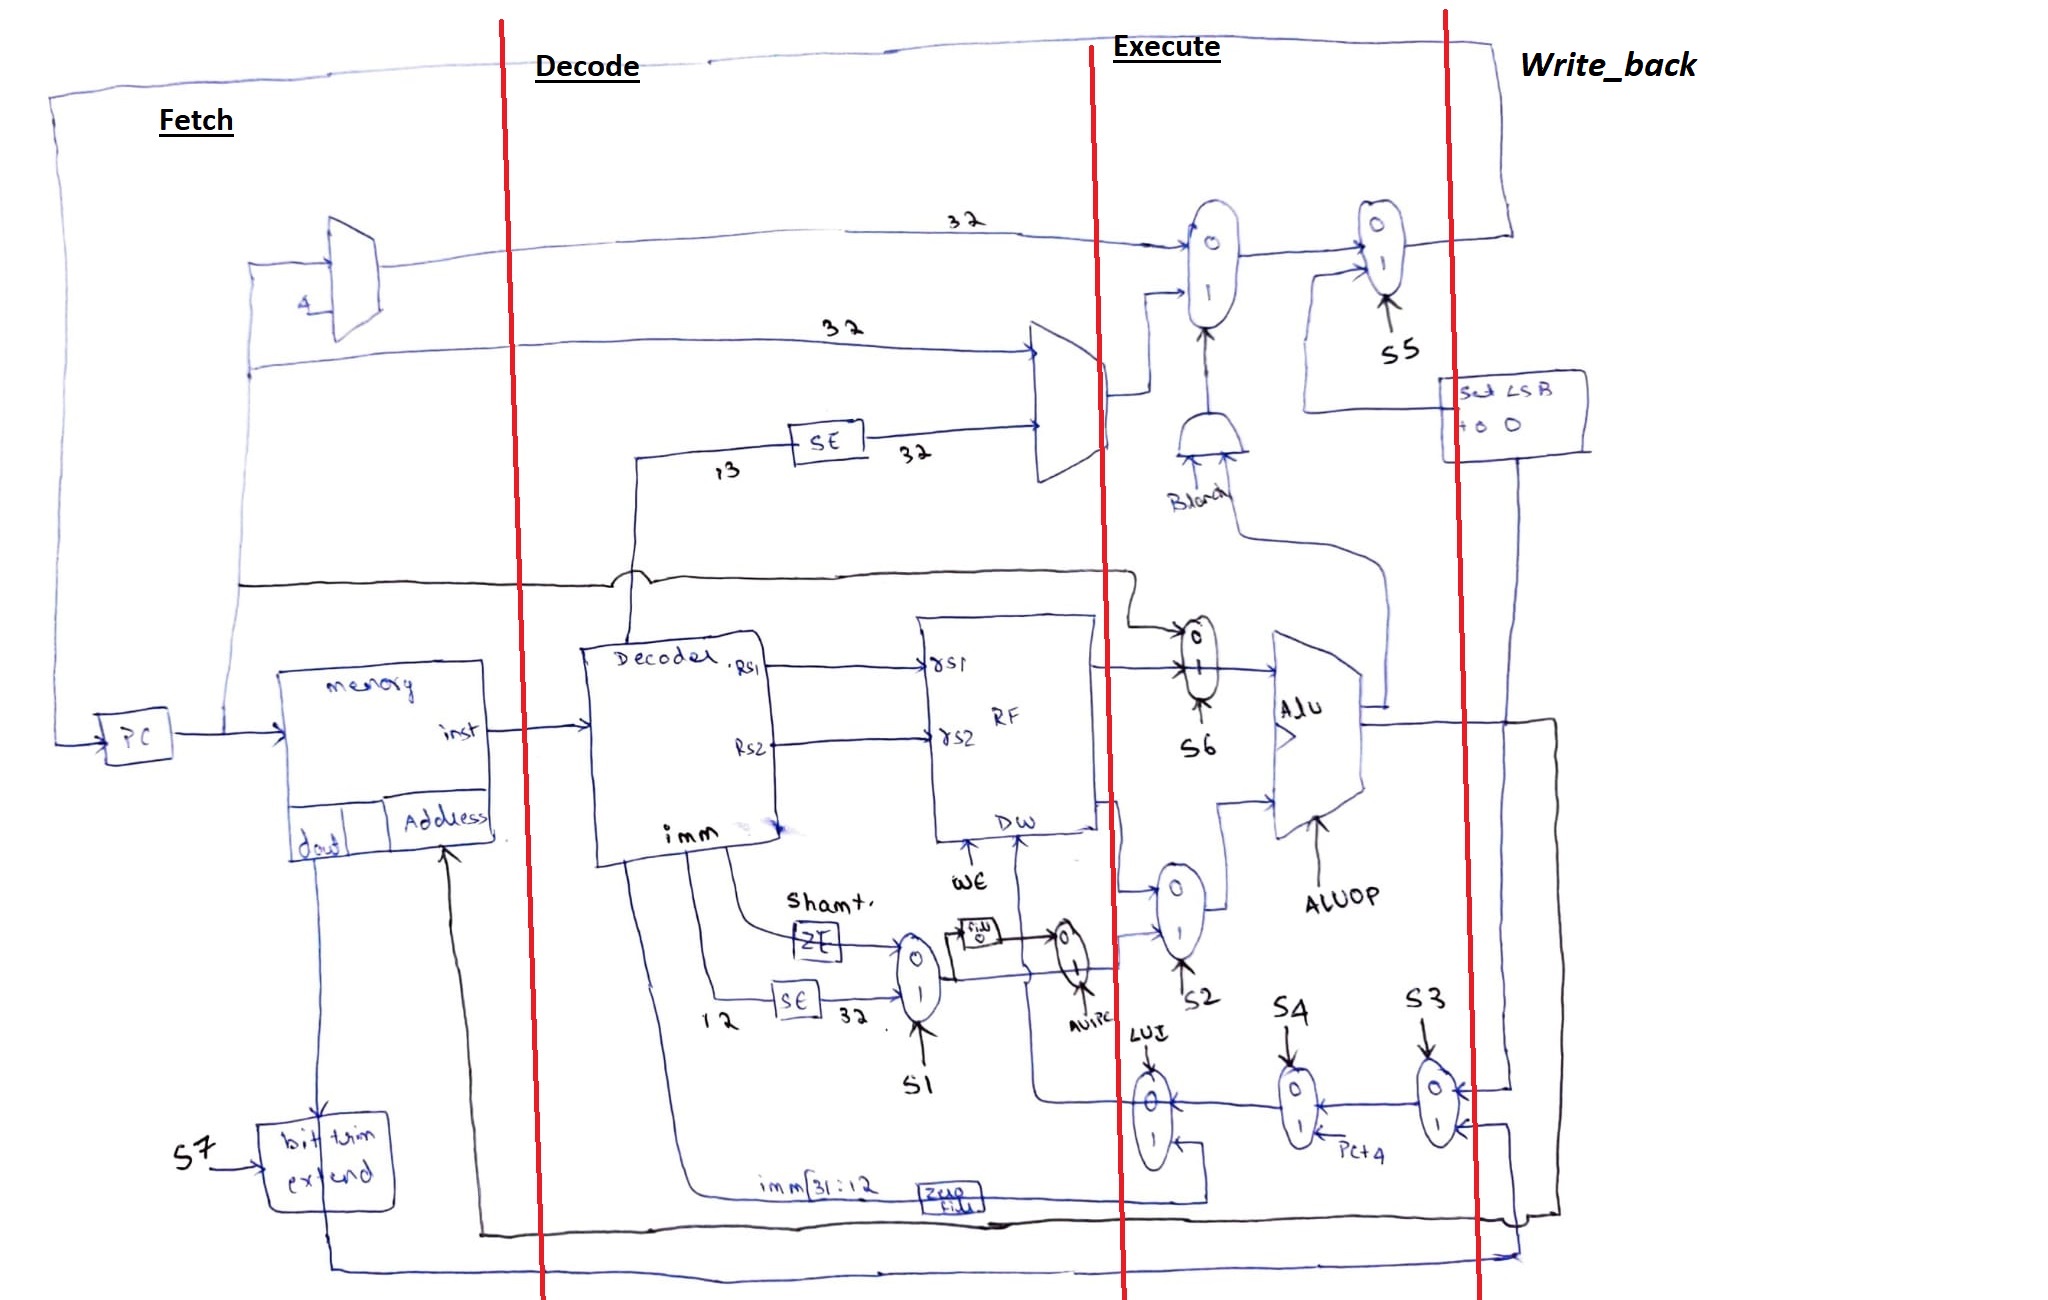 Fetch
Decode
Execute
Write_back
32
0
1
0
1
S5
4
32
Set LSB
to 0
SE
13
32
Branch
Decoder
Rs1
Rs2
imm
rs1
rs2
RF
DW
WE
0
1
S6
Alu
ALUOP
memory
inst
dout
Address
PC
Shamt.
ZE
SE
12
32
0
1
S1
Fill
0
0
1
AUIPC
0
1
S2
LUI
0
1
S4
0
1
PC+4
S3
0
1
S7
bit trim
extend
imm[31:12
Zero
Fill